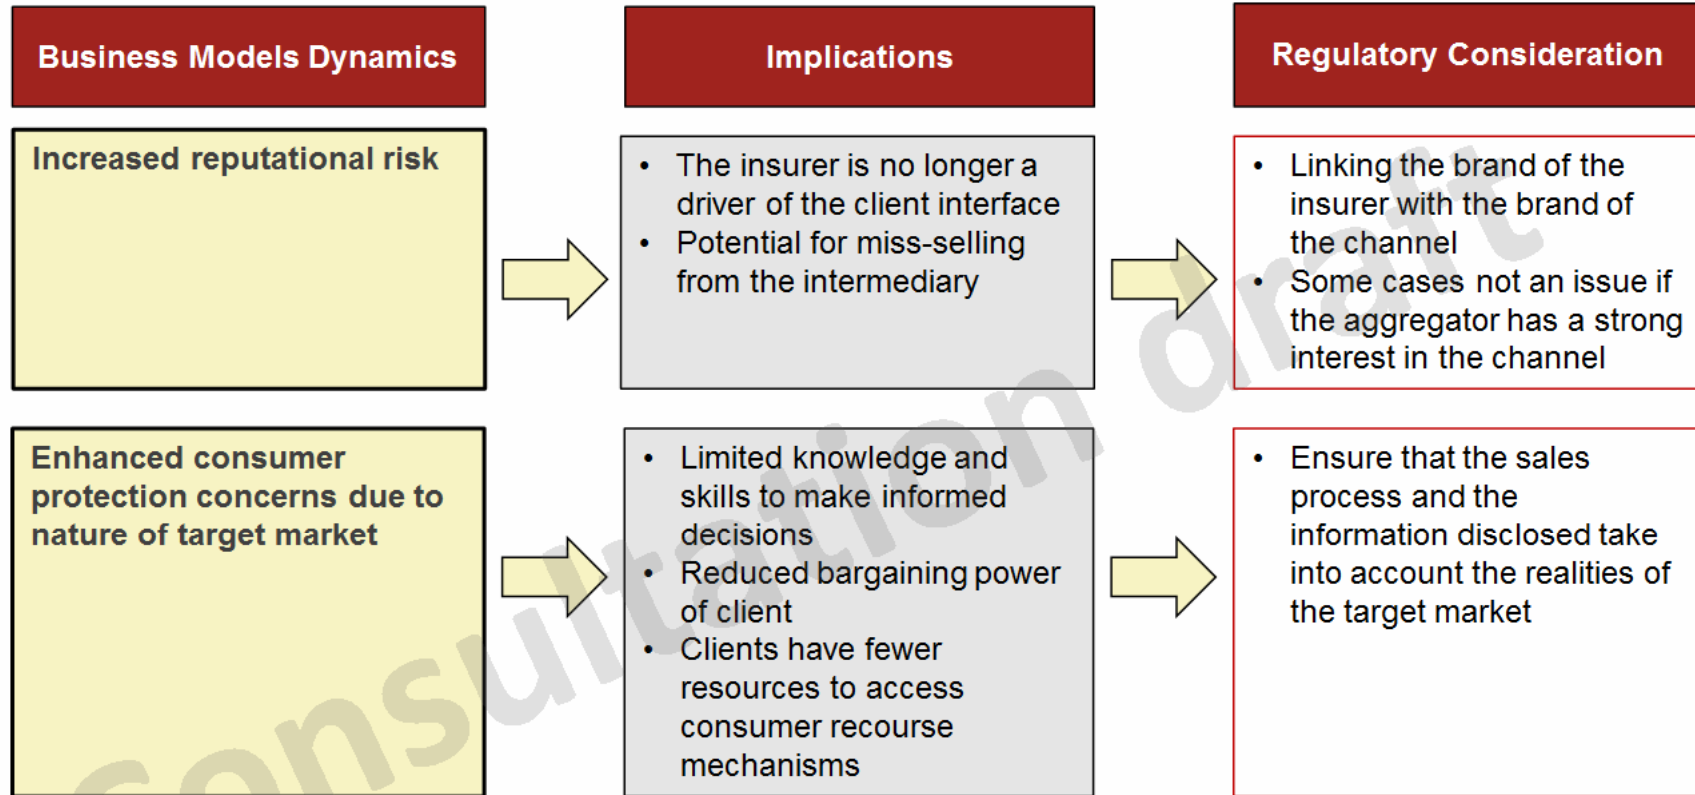 Business Models Dynamics
Implications
Regulatory Consideration
Increased reputational risk
• The insurer is no longer a
driver of the client interface
• Potential for miss-selling
from the intermediary
• Linking the brand of the
insurer with the brand of
the channel
• Some cases not an issue if
the aggregator has a strong
interest in the channel
Enhanced consumer
protection concerns due to
nature of target market
• Limited knowledge and
skills to make informed
decisions
• Reduced bargaining power
of client
• Clients have fewer
resources to access
consumer recourse
mechanisms
• Ensure that the sales
process and the
information disclosed take
into account the realities of
the target market
Consultation draft